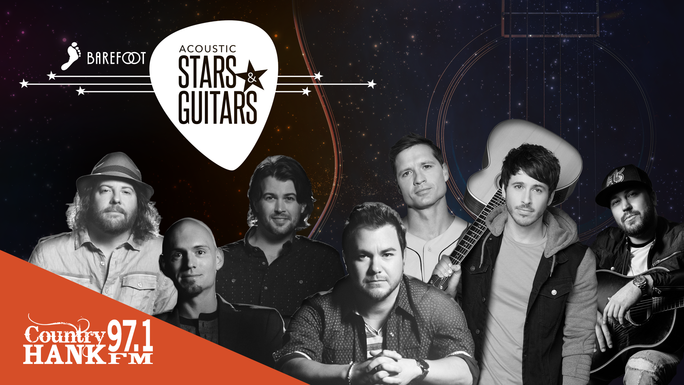 BAREFOOT
ACOUSTIC
STARS &
GUITARS
Country 97.1
HANK FM